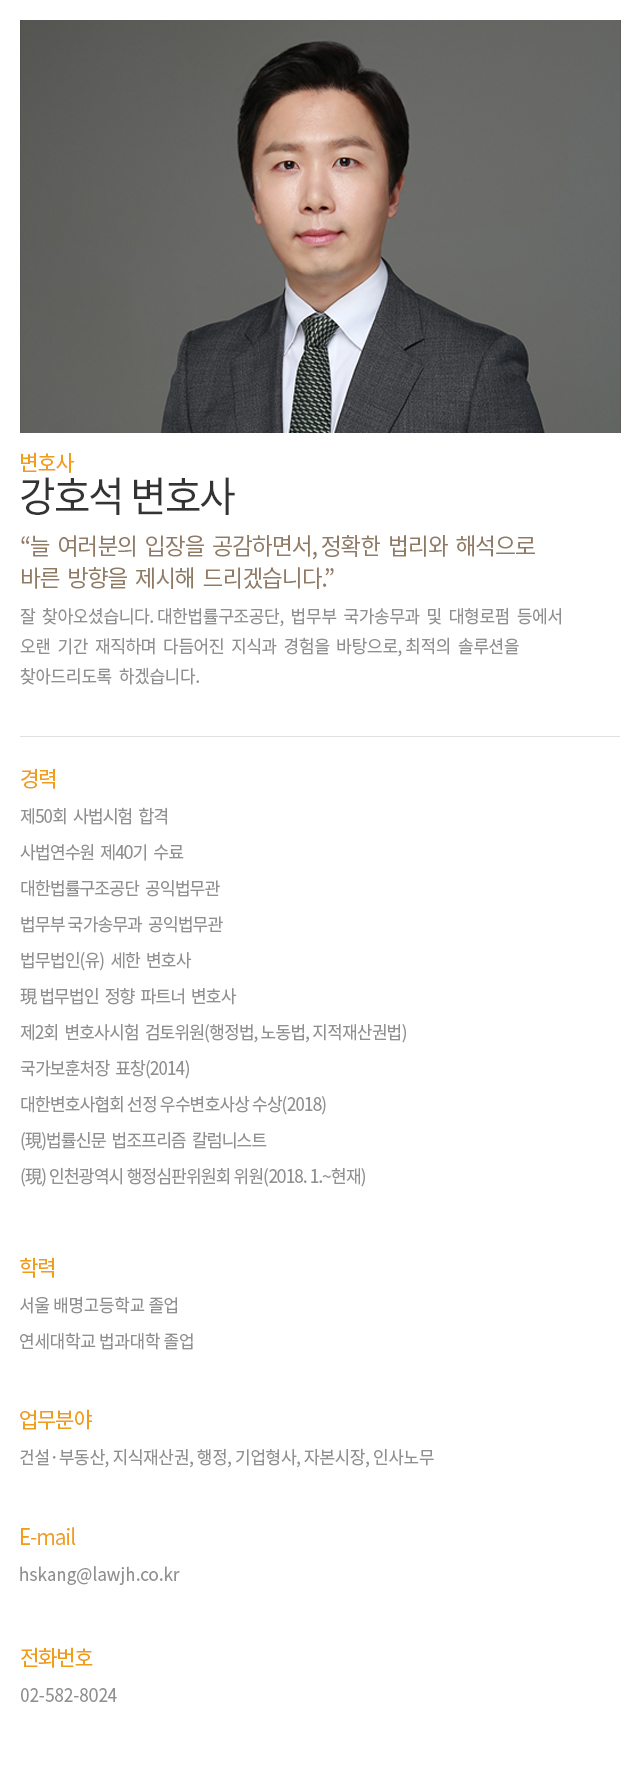 변호사
강호석 변호사
“늘 여러분의 입장을 공감하면서, 정확한 법리와 해석으로
바른 방향을 제시해 드리겠습니다.”
잘 찾아오셨습니다. 대한법률구조공단, 법무부 국가송무과 및 대형로펌 등에서
오랜 기간 재직하며 다듬어진 지식과 경험을 바탕으로, 최적의 솔루션을
찾아드리도록 하겠습니다.
경력
제50회 사법시험 합격
사법연수원 제40기 수료
대한법률구조공단 공익법무관
법무부 국가송무과 공익법무관
법무법인(유) 세한 변호사
現 법무법인 정향 파트너 변호사
제2회 변호사시험 검토위원(행정법, 노동법, 지적재산권법)
국가보훈처장 표창(2014)
대한변호사협회 선정 우수변호사상 수상(2018)
(現)법률신문 법조프리즘 칼럼니스트
(現) 인천광역시 행정심판위원회 위원(2018. 1.~현재)
학력
서울 배명고등학교 졸업
연세대학교 법과대학 졸업
업무분야
건설·부동산, 지식재산권, 행정, 기업형사, 자본시장, 인사노무
E-mail
hskang@lawjh.co.kr
전화번호
02-582-8024